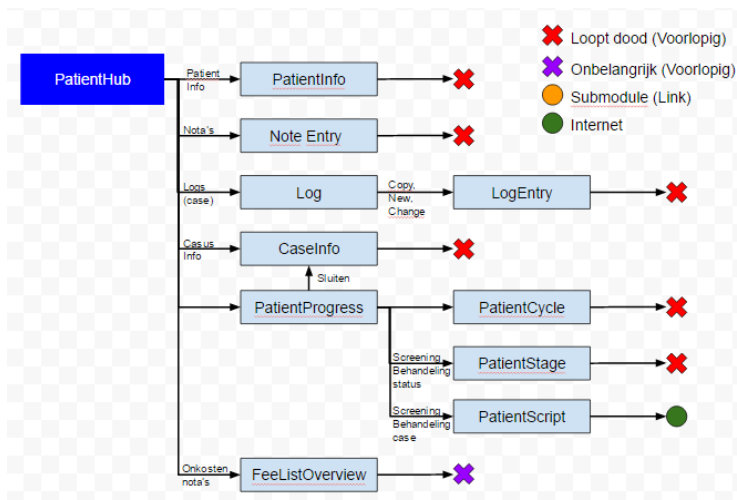 Loopt dood (Voorlopig)
Onbelangrijk (Voorlopig)
Submodule (Link)
Internet
PatientHub
Patient
Info
PatientInfo
Nota's
Note Entry
Logs
(case)
Log
Copy,
New,
Change
LogEntry
Casus
Info
CaseInfo
Sluiten
PatientProgress
PatientCycle
Screening
Behandeling
status
PatientStage
Screening
Behandeling
case
PatientScript
Onkosten
nota's
FeeListOverview